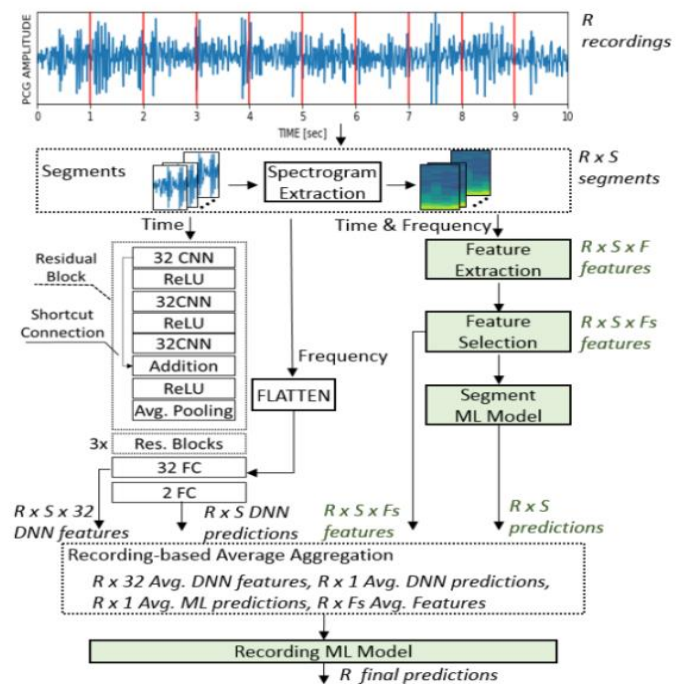 PCG AMPLITUDE
R
recordings
0 1 2 3 4 5 6 7 8 9 10
TIME [sec]
Segments
Spectrogram
Extraction
R x S
segments
Time
Time & Frequency
Residual
Block
32 CNN
ReLU
32CNN
ReLU
32CNN
Addition
ReLU
Avg. Pooling
Shortcut
Connection
Frequency
FLATTEN
Feature
Extraction
R x S x F
features
Feature
Selection
R x S x Fs
features
Segment
ML Model
3x
Res. Blocks
32 FC
2 FC
R x S x 32
DNN features
R x S DNN
predictions
R x S x Fs
features
R x S
predictions
Recording-based Average Aggregation
R x 32 Avg. DNN features, R x 1 Avg. DNN predictions,
R x 1 Avg. ML predictions, R x Fs Avg. Features
Recording ML Model
R final predictions